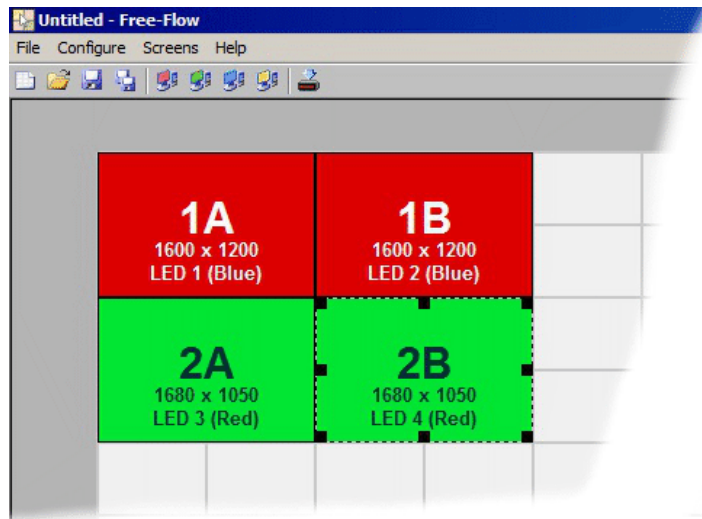 Untitled - Free-Flow
File Configure Screens Help
1A
1600 x 1200
LED 1 (Blue)
1B
1600 x 1200
LED 2 (Blue)
2A
1680 x 1050
LED 3 (Red)
2B
1680 x 1050
LED 4 (Red)